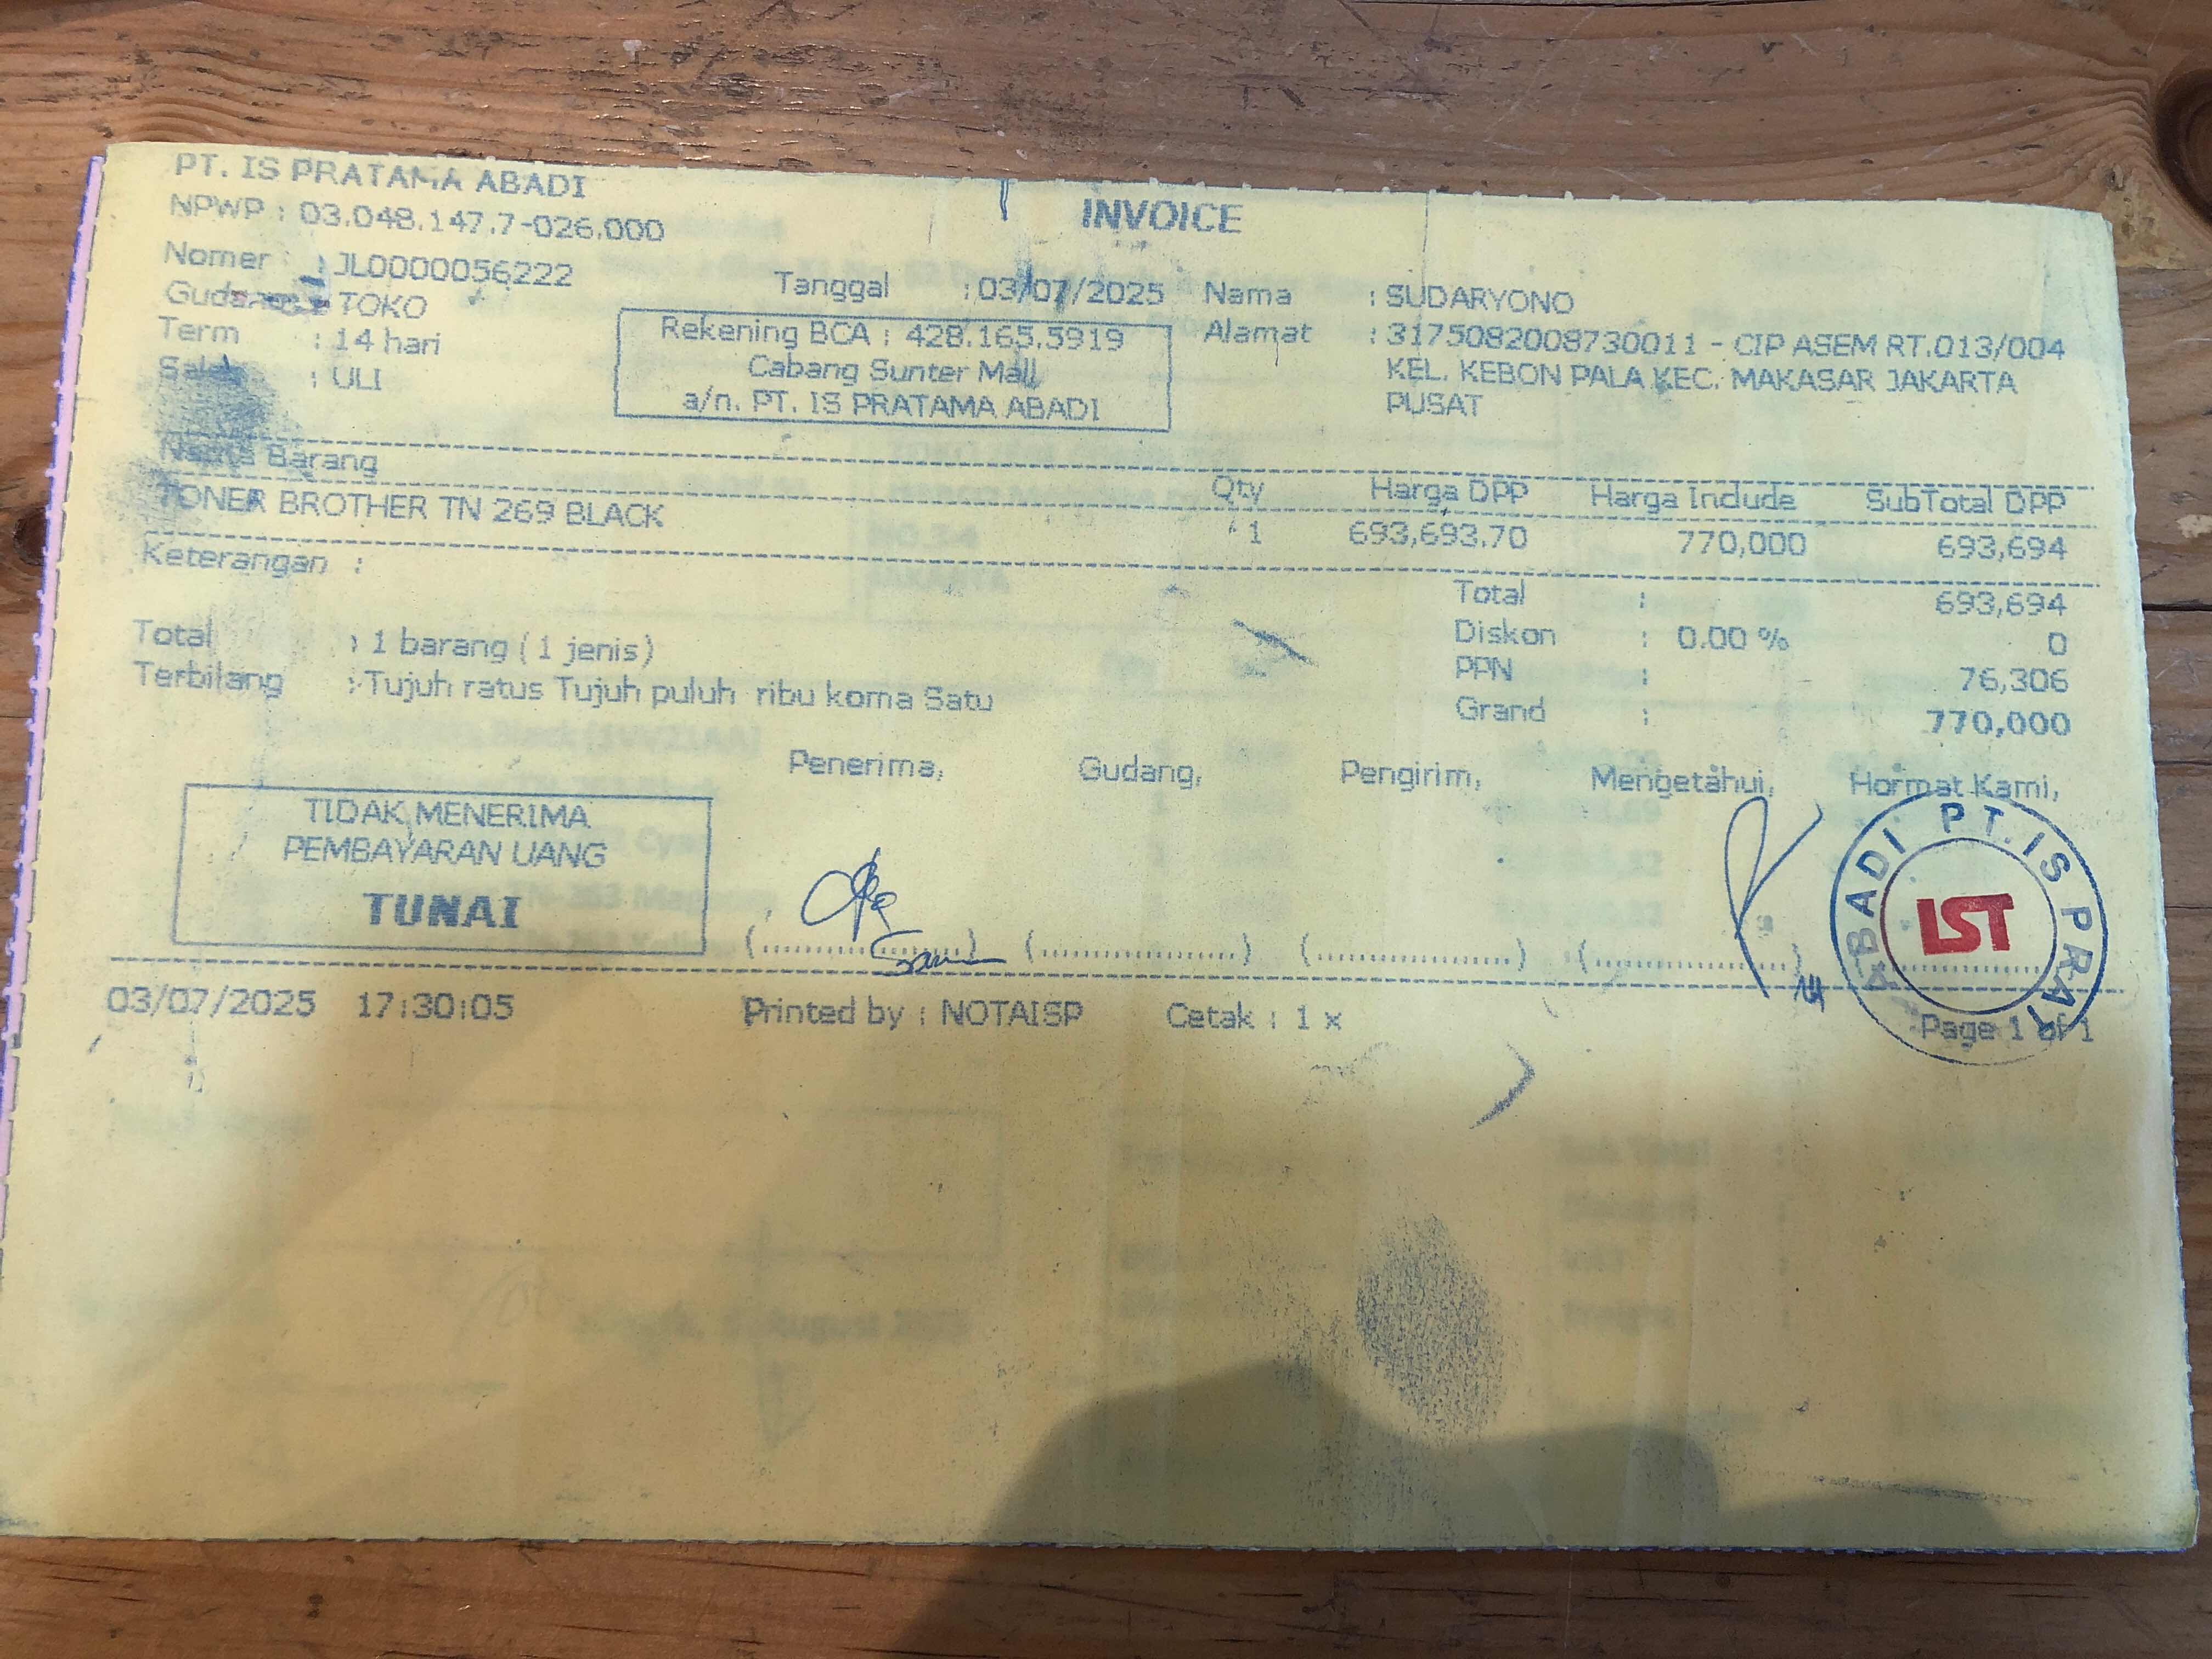 PT. IS PRATAMA ABADI
NPWP : 03.048.147.7-026.000
INVOICE
Nomer : JL0000056222
Tanggal : 03/07/2025
Nama : SUDARYONO
Gudang : TOKO
Term : 14 hari
Sales : ULI
Rekening BCA : 428.165.5919
Cabang Sunter Mall
a/n. PT. IS PRATAMA ABADI
Alamat : 3175082008730011 - CIP ASEM RT.013/004
KEL. KEBON PALA KEC. MAKASAR JAKARTA
PUSAT
Nama Barang Qty Harga DPP Harga Include SubTotal DPP
TONER BROTHER TN 269 BLACK 1 693,693.70 770,000 693,694
Keterangan :
Total : 693,694
Diskon : 0.00 % 0
PPN : 76,306
Grand : 770,000
Total : 1 barang ( 1 jenis)
Terbilang : Tujuh ratus Tujuh puluh ribu koma Satu
Penerima, Gudang, Pengirim, Mengetahui, Hormat Kami,
TIDAK MENERIMA
PEMBAYARAN UANG
TUNAI
(....................) (....................) (....................) (....................)
PT. IS PRAT ABADI
IST
03/07/2025 17:30:05 Printed by : NOTAISP Cetak : 1 x Page 1 of 1